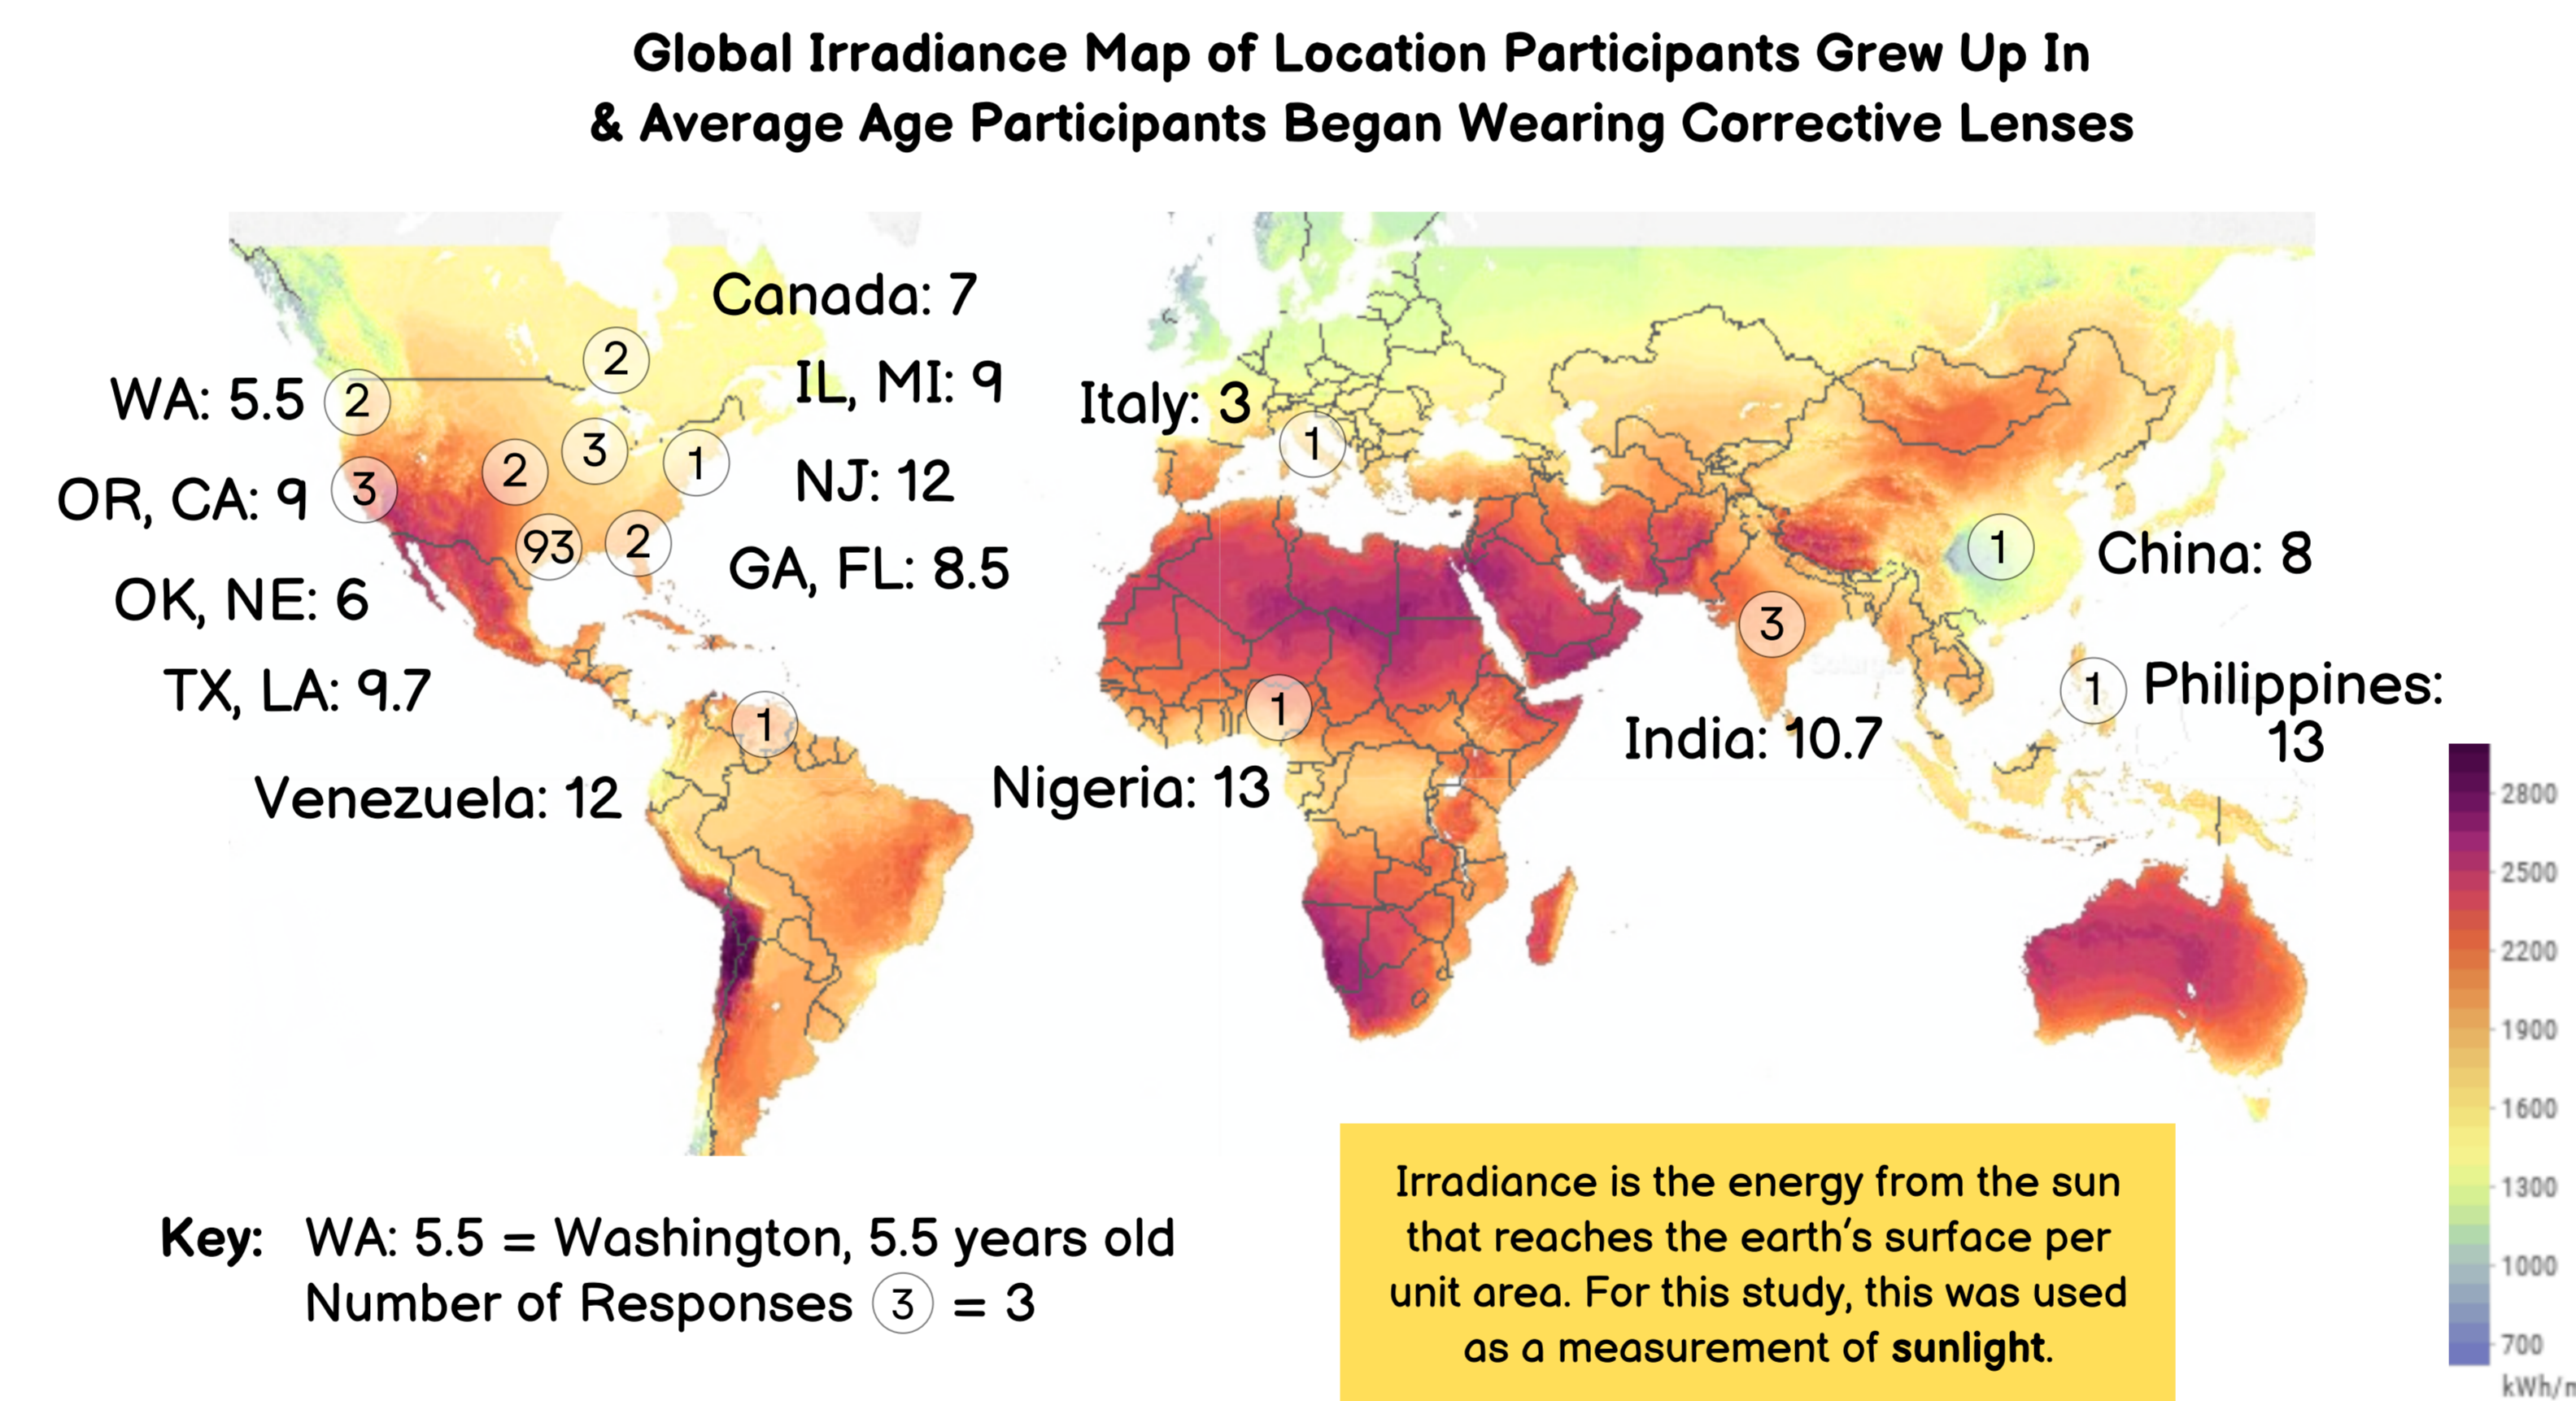 Global Irradiance Map of Location Participants Grew Up In
& Average Age Participants Began Wearing Corrective Lenses
Canada: 7
2
IL, MI: 9
WA: 5.5
2
Italy: 3
1
3
2
1
NJ: 12
OR, CA: 9
3
93
2
GA, FL: 8.5
1
China: 8
OK, NE: 6
3
TX, LA: 9.7
1
1
1
Philippines:
13
India: 10.7
Venezuela: 12
Nigeria: 13
2800
2500
2200
1900
1600
1300
1000
700
Key: WA: 5.5 = Washington, 5.5 years old
Number of Responses 3 = 3
Irradiance is the energy from the sun
that reaches the earth's surface per
unit area. For this study, this was used
as a measurement of sunlight.